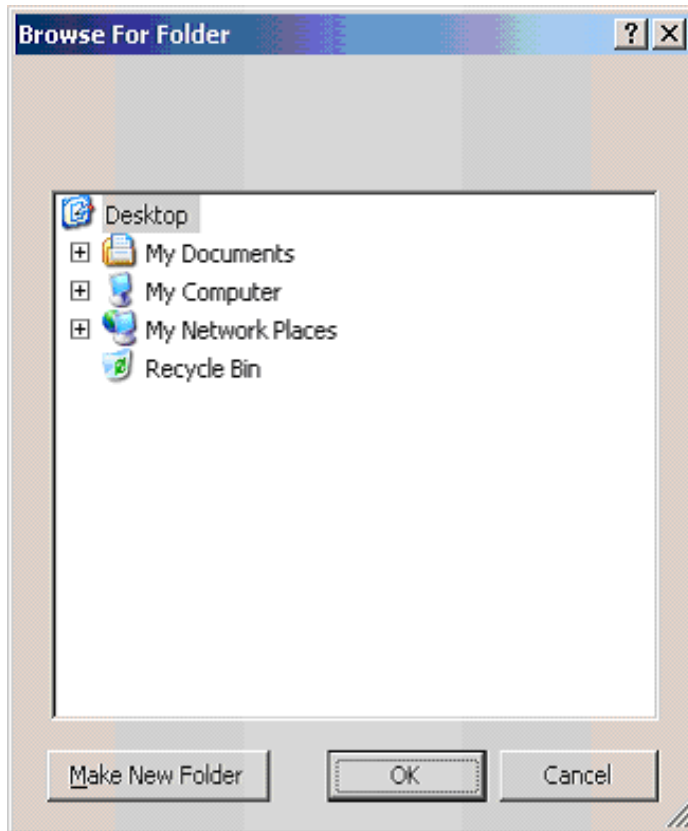 Browse For Folder
Desktop
My Documents
My Computer
My Network Places
Recycle Bin
Make New Folder OK Cancel